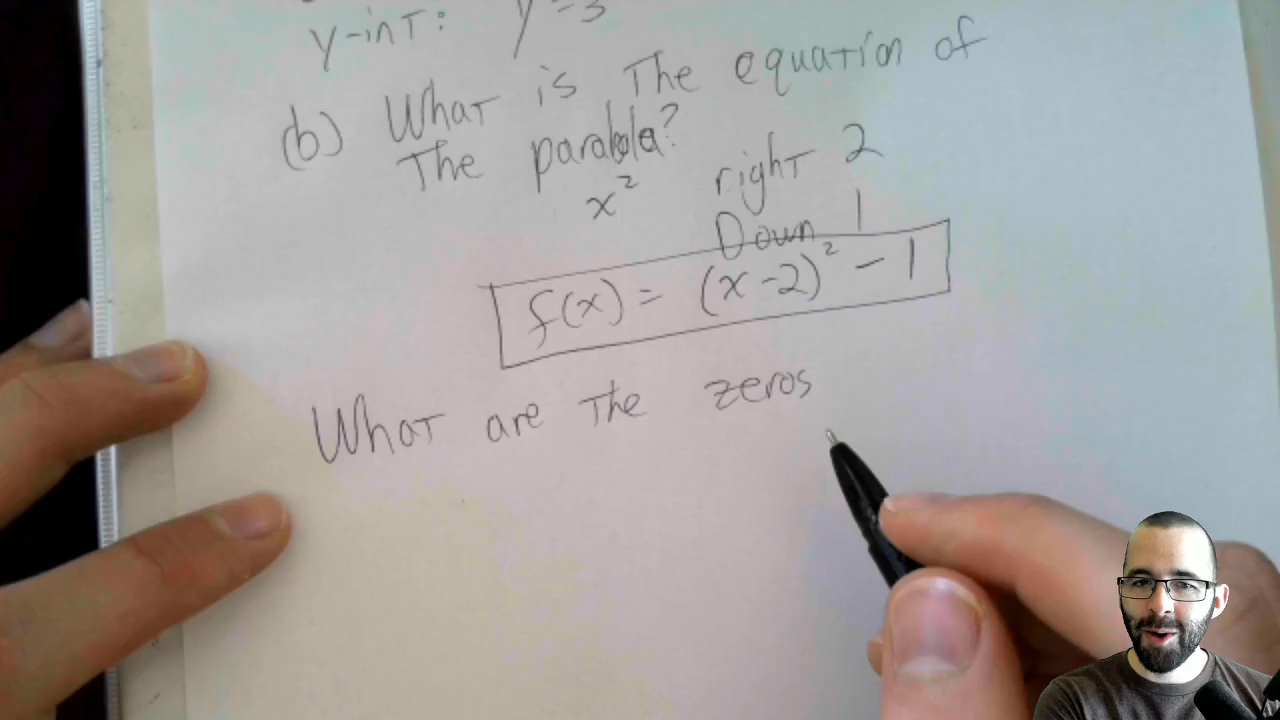 y-int: y=3
(b) What is The equation of
The parabola?
x² right 2
Down 1
f(x) = (x-2)² - 1
What are The zeros